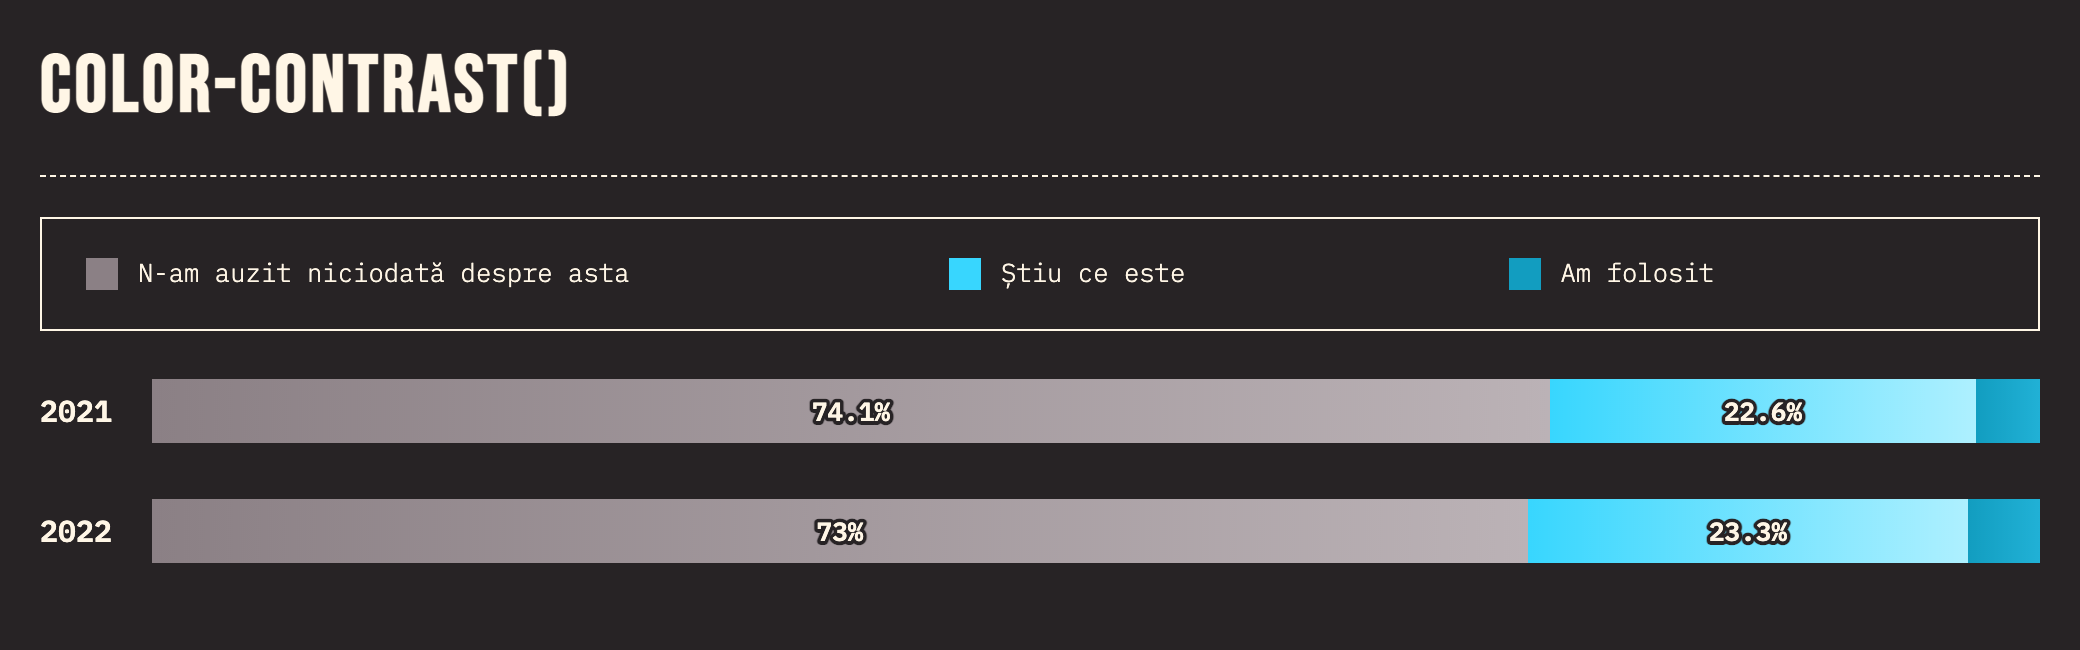 COLOR-CONTRAST()
N-am auzit niciodată despre asta
Știu ce este
Am folosit
2021 74.1% 22.6%
2022 73% 23.3%